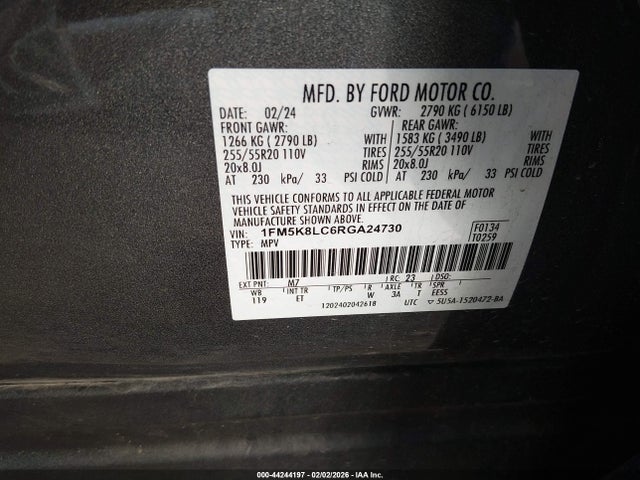 MFD. BY FORD MOTOR CO.
DATE: 02/24 GVWR: 2790 KG ( 6150 LB)
FRONT GAWR: REAR GAWR:
1266 KG ( 2790 LB) WITH 1583 KG ( 3490 LB) WITH
255/55R20 110V TIRES 255/55R20 110V TIRES
20x8.0J RIMS 20x8.0J RIMS
AT 230 kPa/ 33 PSI COLD AT 230 kPa/ 33 PSI COLD
THIS VEHICLE CONFORMS TO ALL APPLICABLE FEDERAL MOTOR
VEHICLE SAFETY STANDARDS IN EFFECT ON THE DATE OF
MANUFACTURE SHOWN ABOVE.
VIN: 1FM5K8LC6RGA24730 F0134
TYPE: MPV T0259
EXT PNT: M7 RC: 23 DSO:
WB INT TR TP/PS R AXLE TR SPR
119 ET W 3A T EESS
1202402042618 UTC 5U5A-1520472-BA
000-44244197 - 02/02/2026 - IAA Inc.